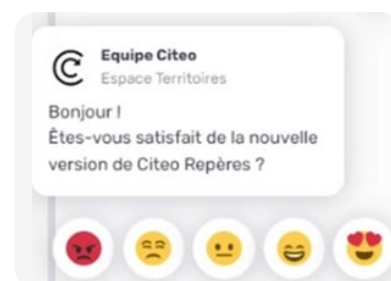 Equipe Citeo
Espace Territoires
Bonjour !
Êtes-vous satisfait de la nouvelle
version de Citeo Repères ?